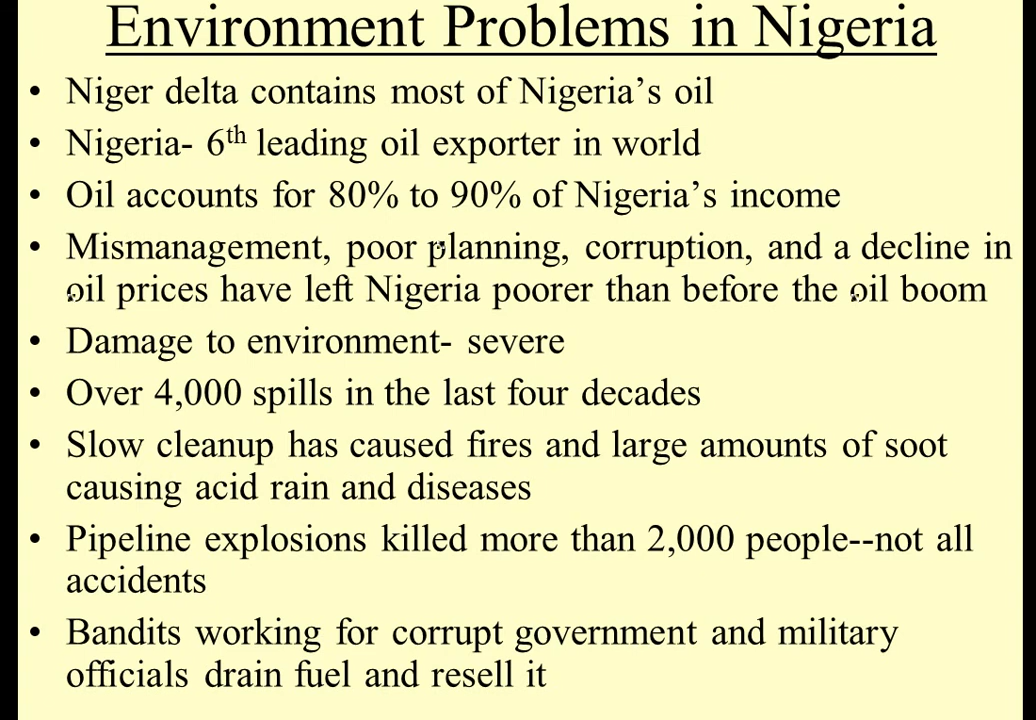 Environment Problems in Nigeria
• Niger delta contains most of Nigeria’s oil
• Nigeria- 6th leading oil exporter in world
• Oil accounts for 80% to 90% of Nigeria’s income
• Mismanagement, poor planning, corruption, and a decline in
oil prices have left Nigeria poorer than before the oil boom
• Damage to environment- severe
• Over 4,000 spills in the last four decades
• Slow cleanup has caused fires and large amounts of soot
causing acid rain and diseases
• Pipeline explosions killed more than 2,000 people--not all
accidents
• Bandits working for corrupt government and military
officials drain fuel and resell it